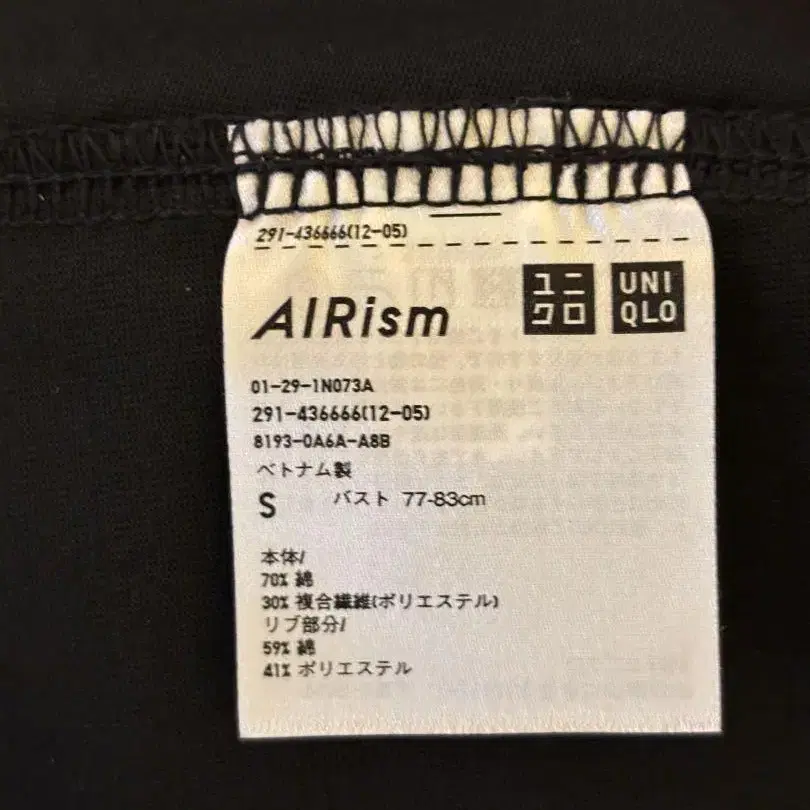 291-436666(12-05)
AIRism
ユニクロ
UNIQLO
01-29-1N073A
291-436666(12-05)
8193-0A6A-A8B
ベトナム製
S バスト 77-83cm
本体/
70% 綿
30% 複合繊維(ポリエステル)
リブ部分/
59% 綿
41% ポリエステル